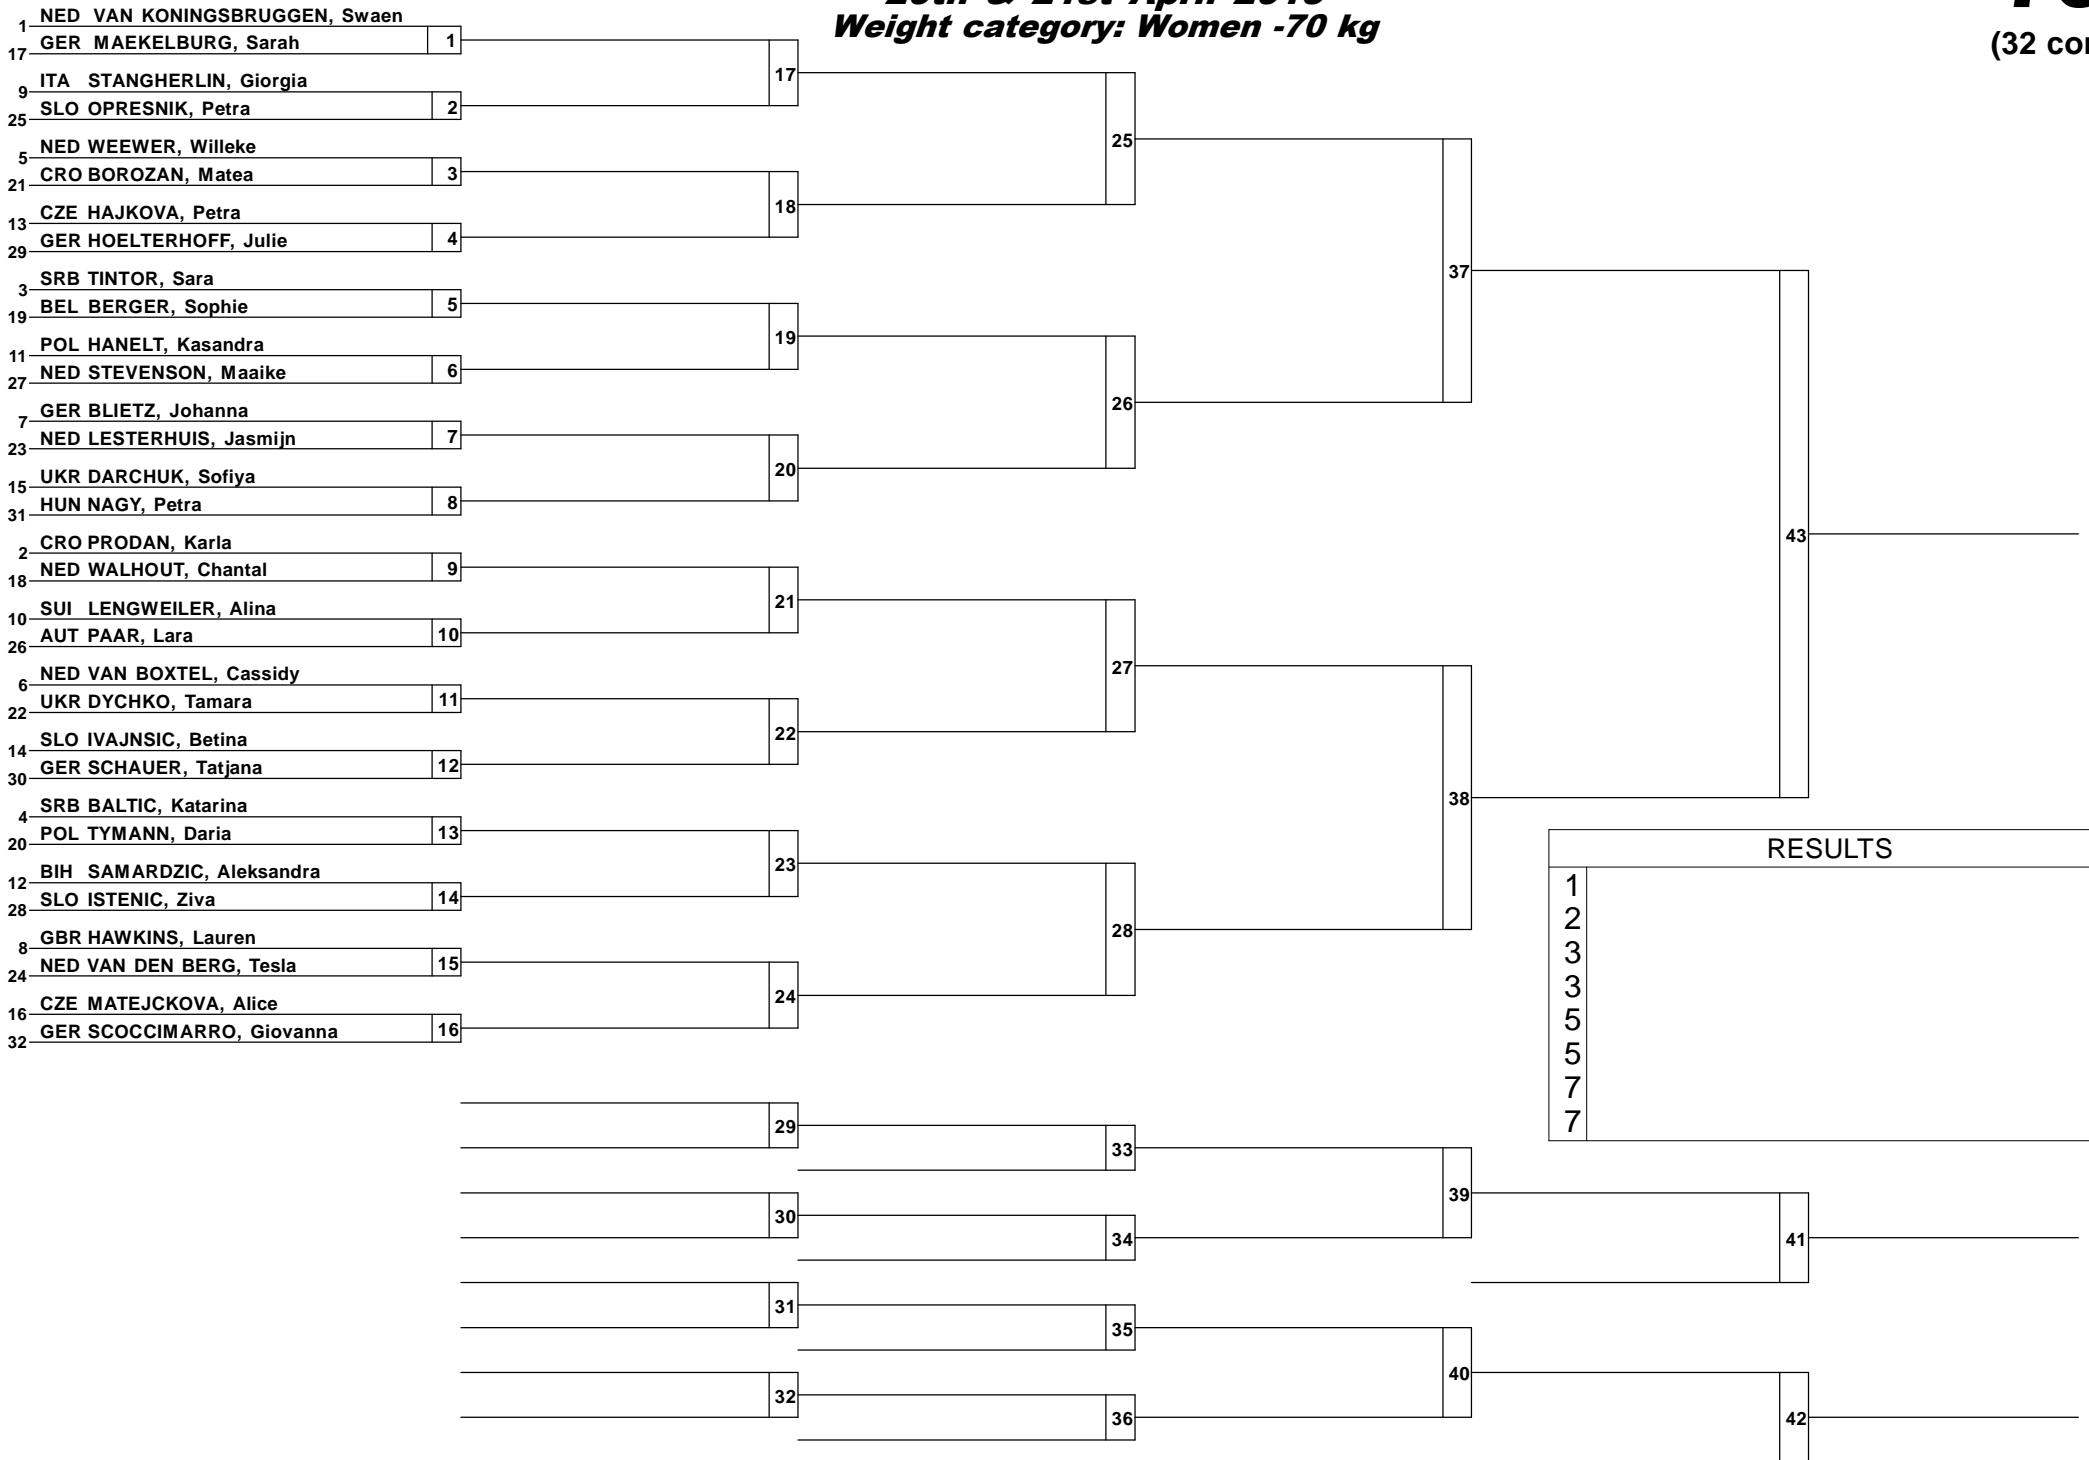 Weight category: Women -70 kg
1 NED VAN KONINGSBRUGGEN, Swaen
17 GER MAEKELBURG, Sarah 1
9 ITA STANGHERLIN, Giorgia
25 SLO OPRESNIK, Petra 2
5 NED WEEWER, Willeke
21 CRO BOROZAN, Matea 3
13 CZE HAJKOVA, Petra
29 GER HOELTERHOFF, Julie 4
3 SRB TINTOR, Sara
19 BEL BERGER, Sophie 5
11 POL HANELT, Kasandra
27 NED STEVENSON, Maaike 6
7 GER BLIETZ, Johanna
23 NED LESTERHUIS, Jasmijn 7
15 UKR DARCHUK, Sofiya
31 HUN NAGY, Petra 8
2 CRO PRODAN, Karla
18 NED WALHOUT, Chantal 9
10 SUI LENGWEILER, Alina
26 AUT PAAR, Lara 10
6 NED VAN BOXTEL, Cassidy
22 UKR DYCHKO, Tamara 11
14 SLO IVAJNSIC, Betina
30 GER SCHAUER, Tatjana 12
4 SRB BALTIC, Katarina
20 POL TYMANN, Daria 13
12 BIH SAMARDZIC, Aleksandra
28 SLO ISTENIC, Ziva 14
8 GBR HAWKINS, Lauren
24 NED VAN DEN BERG, Tesla 15
16 CZE MATEJCKOVA, Alice
32 GER SCOCCIMARRO, Giovanna 16
17
18
19
20
21
22
23
24
25
26
27
28
37
38
43
RESULTS
1
2
3
3
5
5
7
7
29
30
31
32
33
34
35
36
39
40
41
42